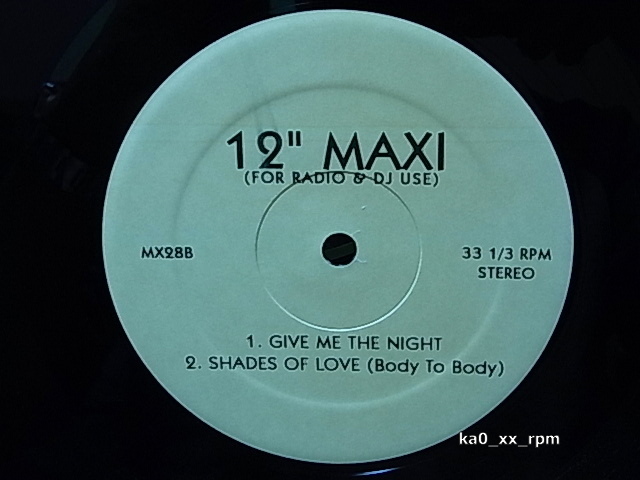 12" MAXI
(FOR RADIO & DJ USE)
MX28B
33 1/3 RPM
STEREO
1. GIVE ME THE NIGHT
2. SHADES OF LOVE (Body To Body)
ka0_xx_rpm